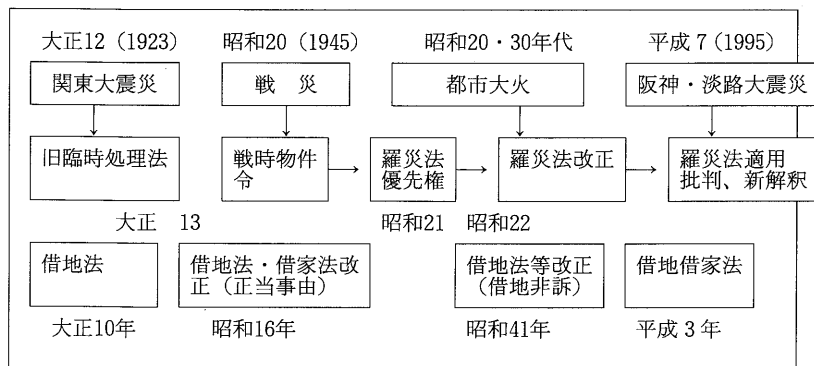 大正12（1923） 昭和20（1945） 昭和20・30年代 平成７（1995）
関東大震災 戦　災 都市大火 阪神・淡路大震災
旧臨時処理法 戦時物件令 羅災法優先権 羅災法改正 羅災法適用批判、新解釈
大正　13 昭和21 昭和22
借地法 借地法・借家法改正（正当事由） 借地法等改正（借地非訴） 借地借家法
大正10年 昭和16年 昭和41年 平成３年